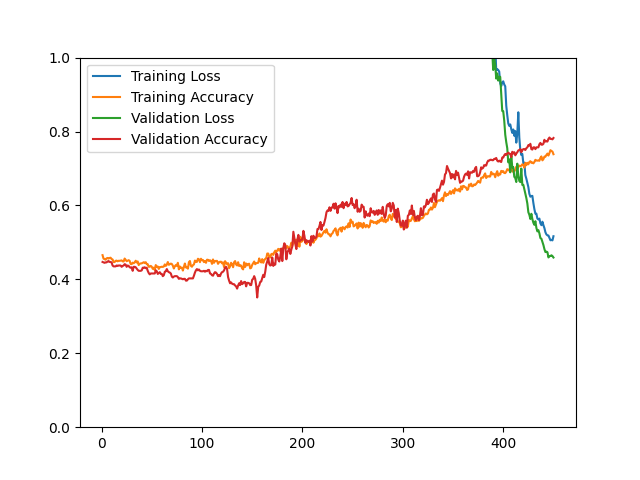 Training Loss
Training Accuracy
Validation Loss
Validation Accuracy
1.0
0.8
0.6
0.4
0.2
0.0
0 100 200 300 400